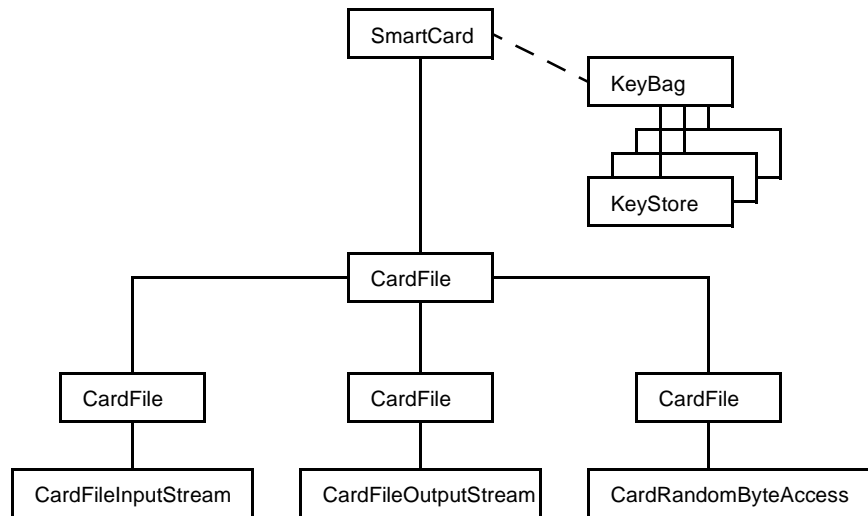 SmartCard
KeyBag
KeyStore
CardFile
CardFile
CardFile
CardFile
CardFileInputStream
CardFileOutputStream
CardRandomByteAccess